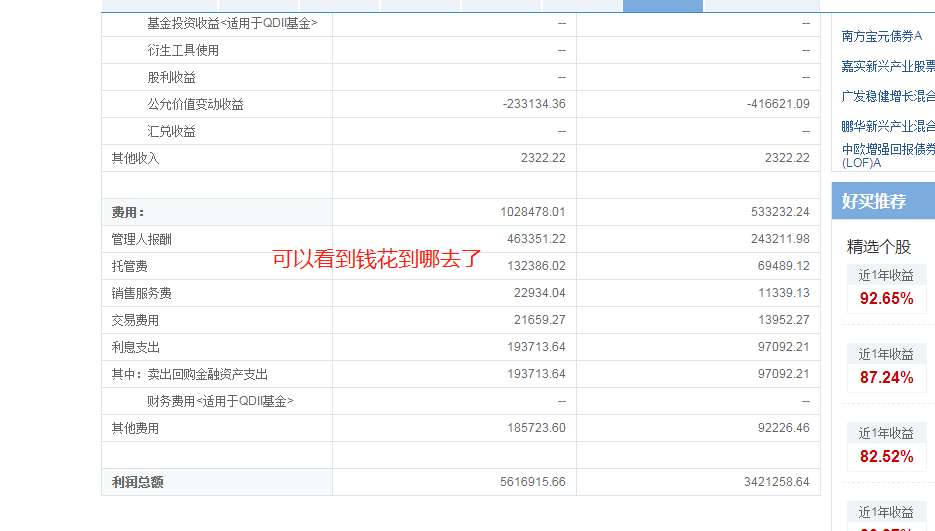 基金投资收益<适用于QDII基金> -- --
衍生工具使用 -- --
股利收益 -- --
公允价值变动收益 -233134.36 -416621.09
汇兑收益 -- --
其他收入 2322.22 2322.22
费用： 1028478.01 533232.24
管理人报酬 463351.22 243211.98
可以看到钱花到哪去了
托管费 132386.02 69489.12
销售服务费 22934.04 11339.13
交易费用 21659.27 13952.27
利息支出 193713.64 97092.21
其中：卖出回购金融资产支出 193713.64 97092.21
财务费用<适用于QDII基金> -- --
其他费用 185723.60 92226.46
利润总额 5616915.66 3421258.64
南方宝元债券A
嘉实新兴产业股票
广发稳健增长混合
鹏华新兴产业混合
中欧增强回报债券
(LOF)A
好买推荐
精选个股
近1年收益
92.65%
近1年收益
87.24%
近1年收益
82.52%
近1年收益